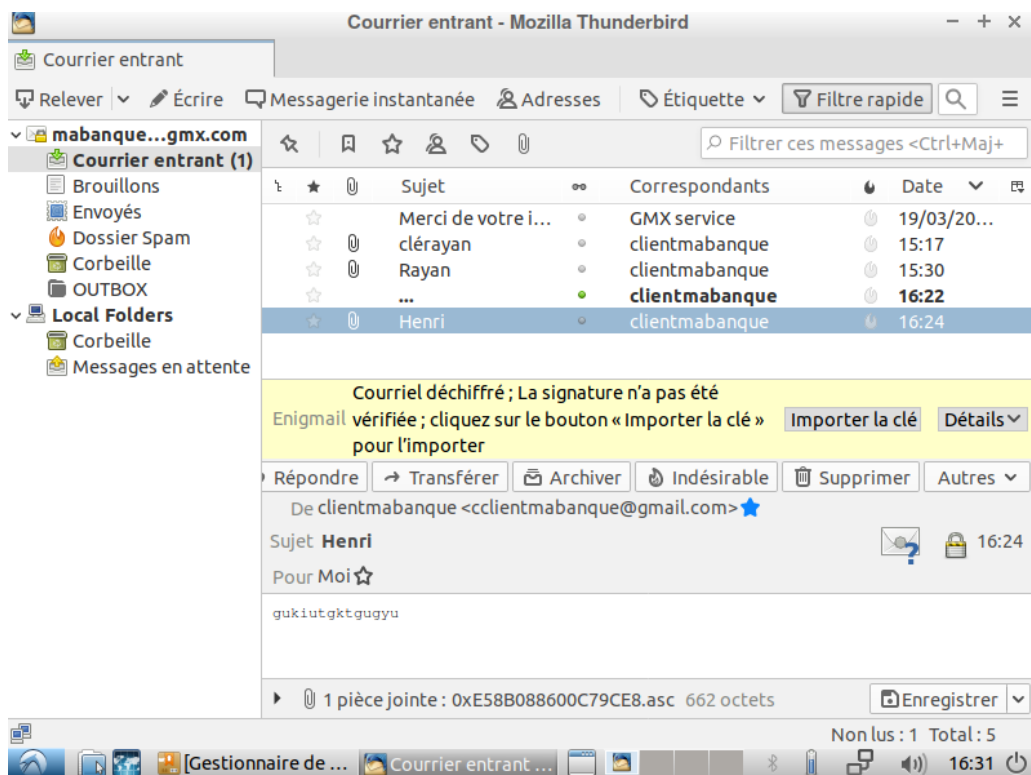 Courrier entrant - Mozilla Thunderbird
Courrier entrant
Relever Écrire Messagerie instantanée Adresses Étiquette Filtre rapide
mabanque...gmx.com
Courrier entrant (1)
Brouillons
Envoyés
Dossier Spam
Corbeille
OUTBOX
Local Folders
Corbeille
Messages en attente
Filtrer ces messages <Ctrl+Maj+
Sujet Correspondants Date
Merci de votre i... GMX service 19/03/20...
clérayan clientmabanque 15:17
Rayan clientmabanque 15:30
... clientmabanque 16:22
Henri clientmabanque 16:24
Courriel déchiffré ; La signature n'a pas été
Enigmail vérifiée ; cliquez sur le bouton « Importer la clé » Importer la clé Détails
pour l'importer
Répondre Transférer Archiver Indésirable Supprimer Autres
De clientmabanque <cclientmabanque@gmail.com>
Sujet Henri 16:24
Pour Moi
gukiutgktgugyu
1 pièce jointe : 0xE58B088600C79CE8.asc 662 octets Enregistrer
Non lus : 1 Total : 5
[Gestionnaire de ... Courrier entrant ... 16:31